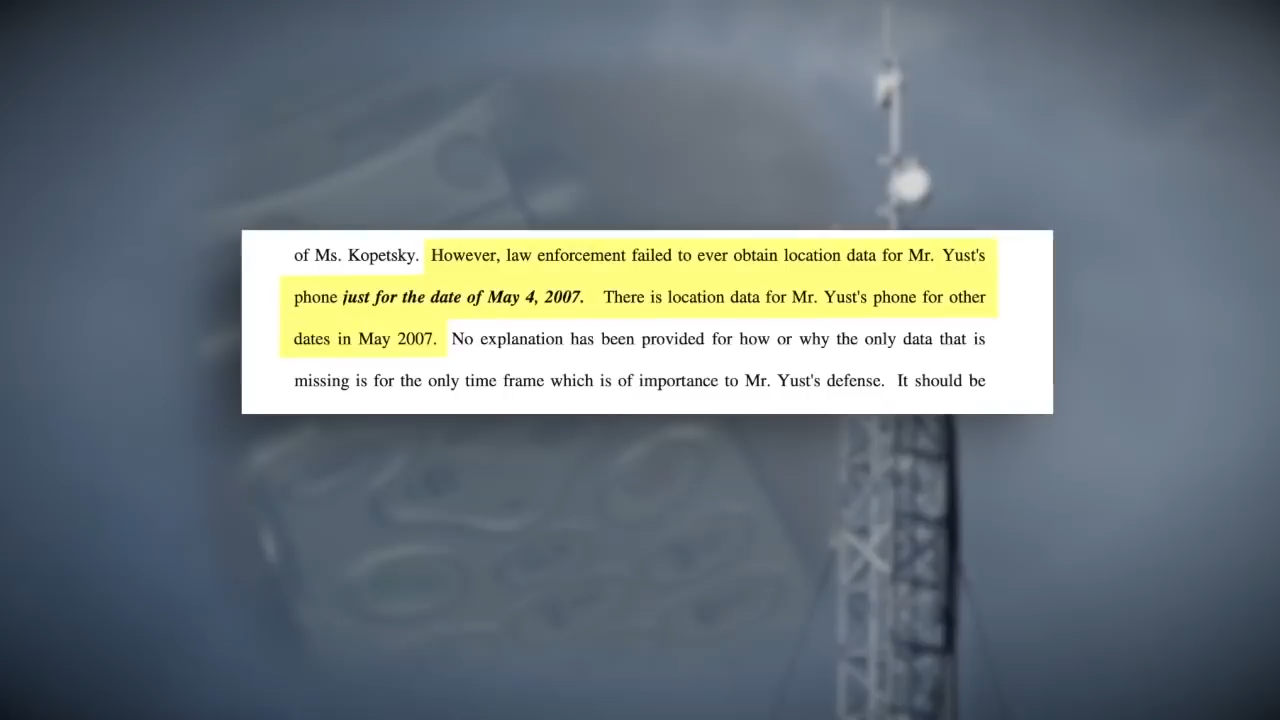 of Ms. Kopetsky. However, law enforcement failed to ever obtain location data for Mr. Yust's
phone just for the date of May 4, 2007. There is location data for Mr. Yust's phone for other
dates in May 2007. No explanation has been provided for how or why the only data that is
missing is for the only time frame which is of importance to Mr. Yust's defense. It should be